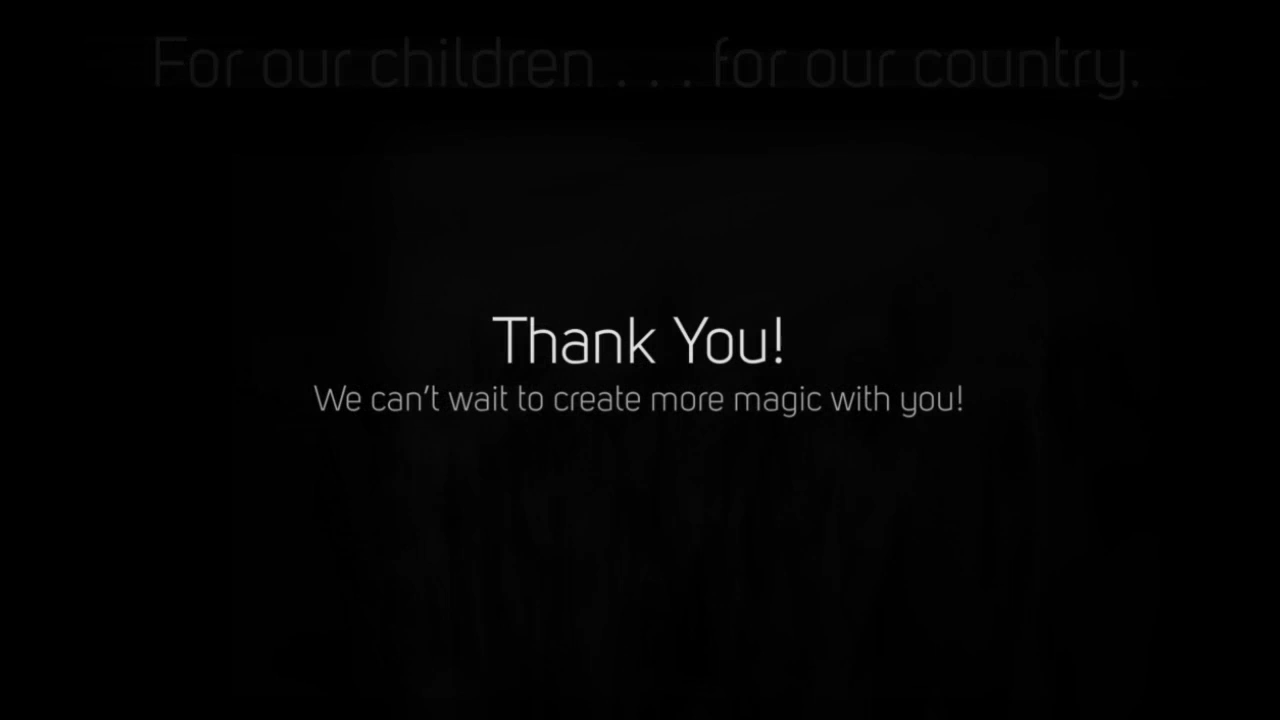 For our children . . . for our country.
Thank You!
We can't wait to create more magic with you!